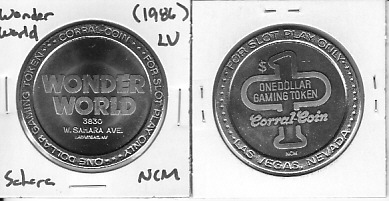 Wonder World
(1986) LV
CORRAL COIN
FOR SLOT PLAY ONLY
ONE DOLLAR GAMING TOKEN
WONDER
WORLD
3830
W. SAHARA AVE.
LAS VEGAS, NV
Sahara
NCM
FOR SLOT PLAY ONLY
$1
ONE DOLLAR
GAMING TOKEN
Corral-Coin
NCM
LAS VEGAS, NEVADA